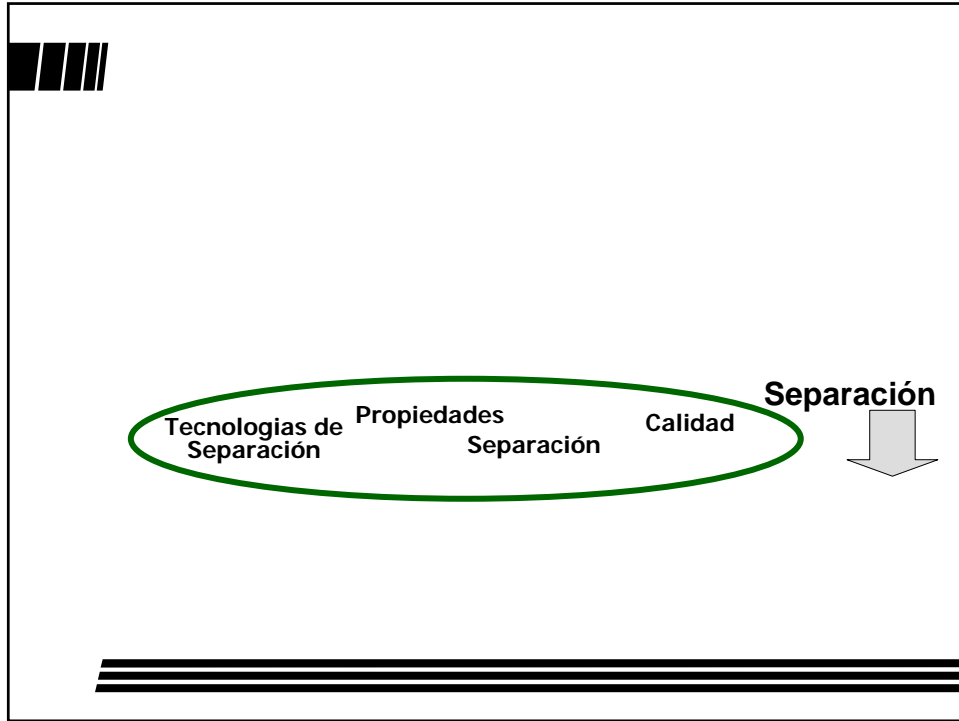 Tecnologias de
Separación
Propiedades
Separación
Calidad
Separación